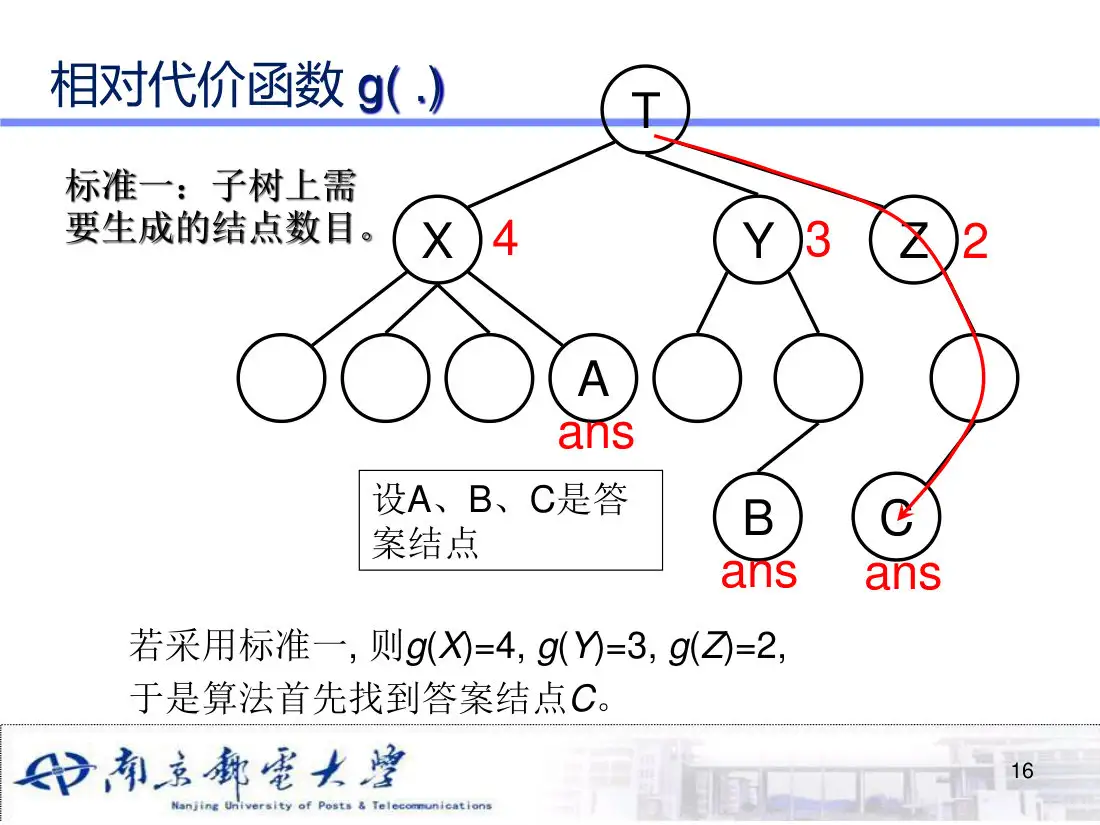 相对代价函数 g( .)
标准一：子树上需
要生成的结点数目。
T
X 4
Y 3
Z 2
A
ans
设A、B、C是答
案结点
B
ans
C
ans
若采用标准一, 则g(X)=4, g(Y)=3, g(Z)=2,
于是算法首先找到答案结点C。
南京邮电大学
Nanjing University of Posts & Telecommunications
16